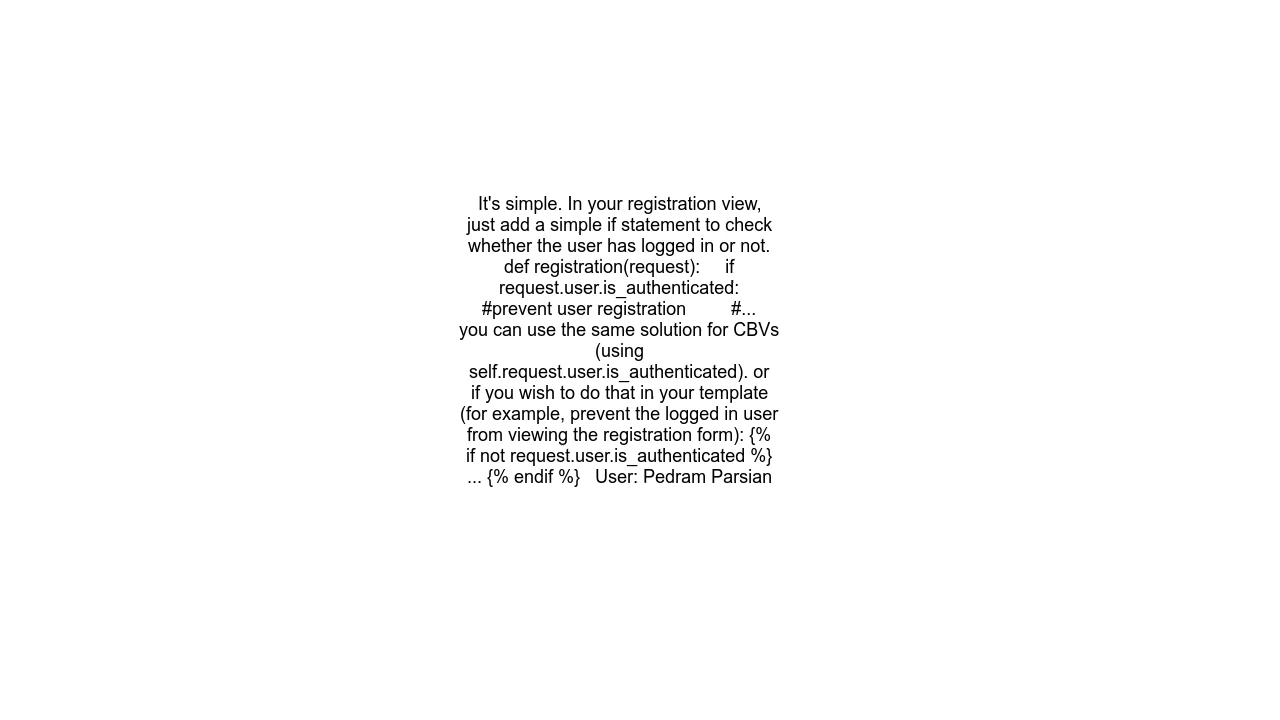 It's simple. In your registration view,
just add a simple if statement to check
whether the user has logged in or not.
def registration(request):     if
request.user.is_authenticated:
#prevent user registration         #...
you can use the same solution for CBVs
(using
self.request.user.is_authenticated). or
if you wish to do that in your template
(for example, prevent the logged in user
from viewing the registration form): {%
if not request.user.is_authenticated %}
... {% endif %}   User: Pedram Parsian